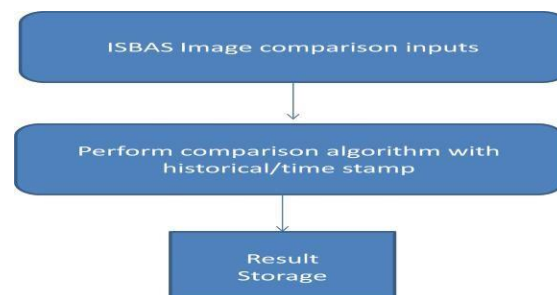 ISBAS Image comparison inputs
Perform comparison algorithm with
historical/time stamp
Result
Storage